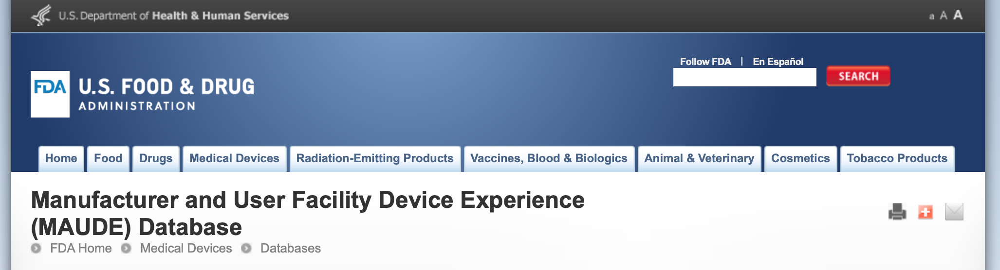 U.S. Department of Health & Human Services
a A A
Follow FDA | En Español
SEARCH
FDA
U.S. FOOD & DRUG
ADMINISTRATION
Home Food Drugs Medical Devices Radiation-Emitting Products Vaccines, Blood & Biologics Animal & Veterinary Cosmetics Tobacco Products
Manufacturer and User Facility Device Experience
(MAUDE) Database
FDA Home Medical Devices Databases